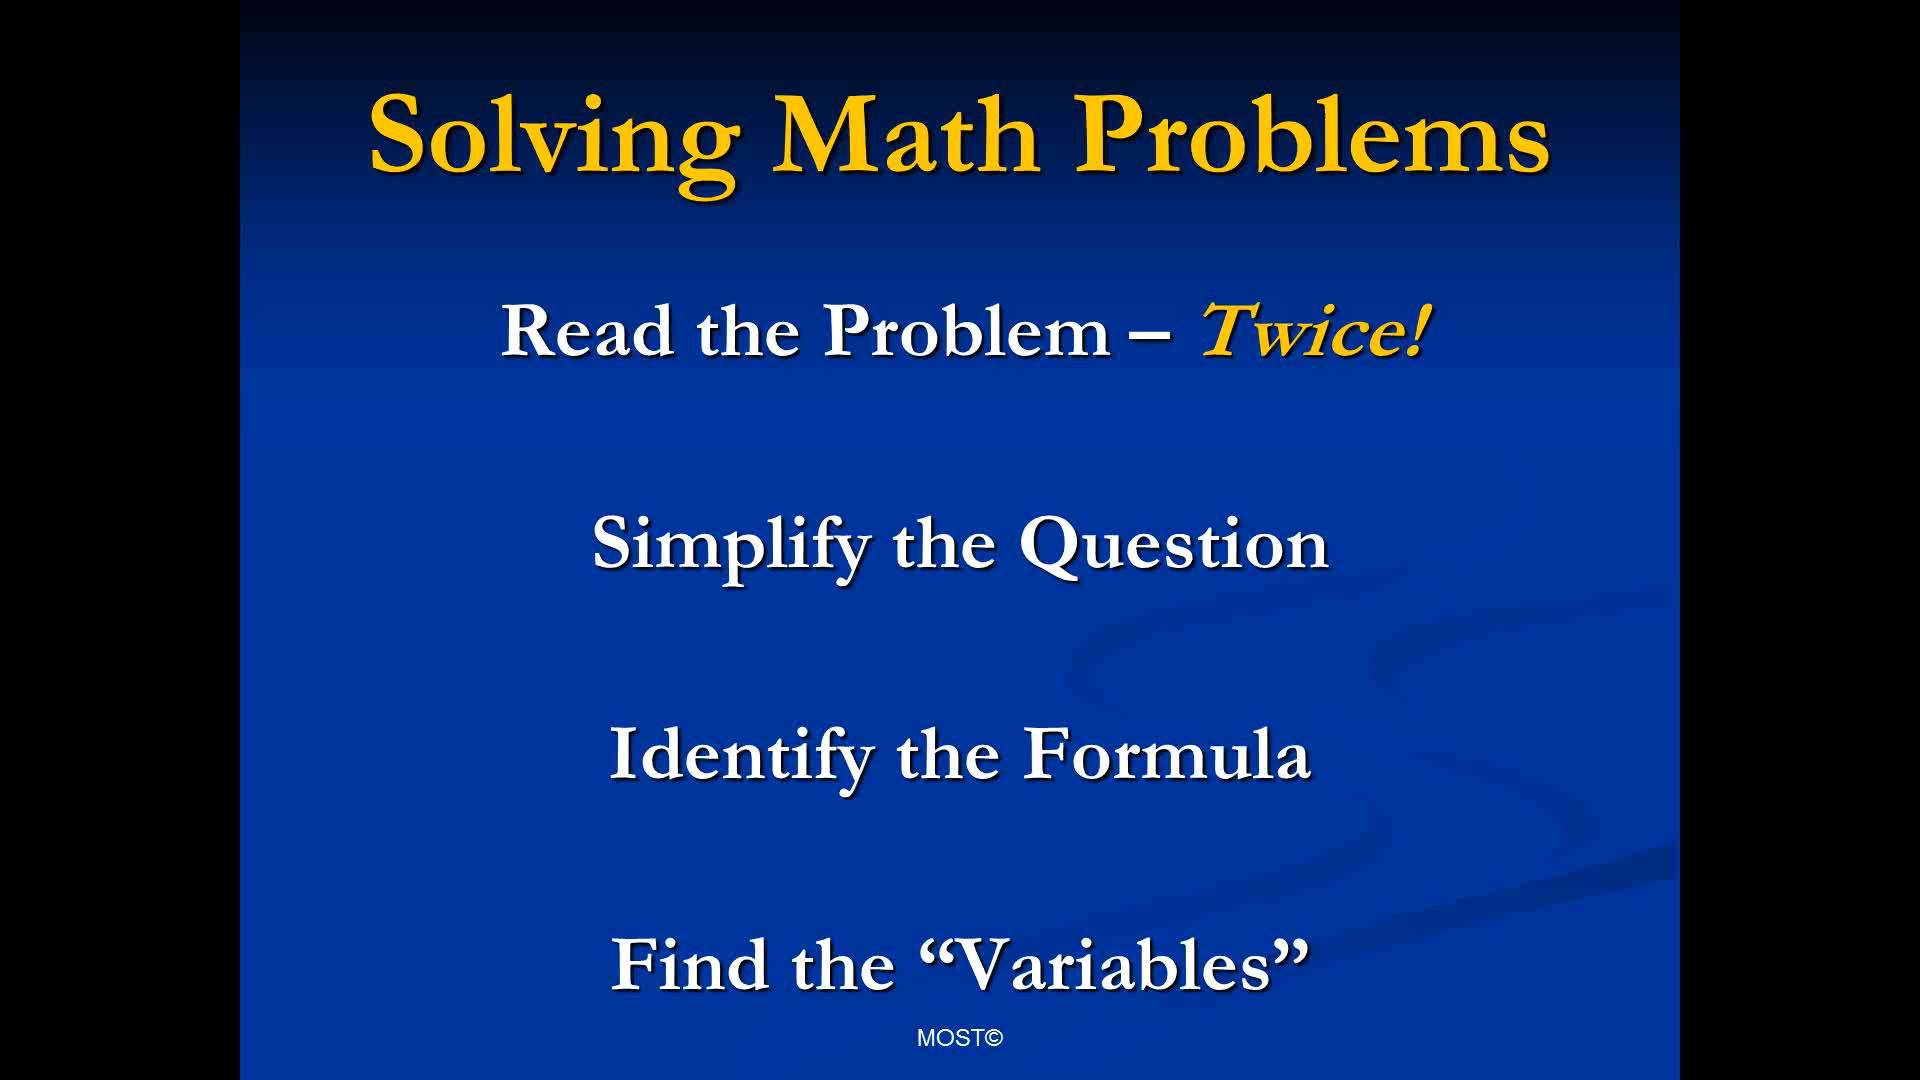 Solving Math Problems
Read the Problem – Twice!
Simplify the Question
Identify the Formula
Find the “Variables”
MOST©